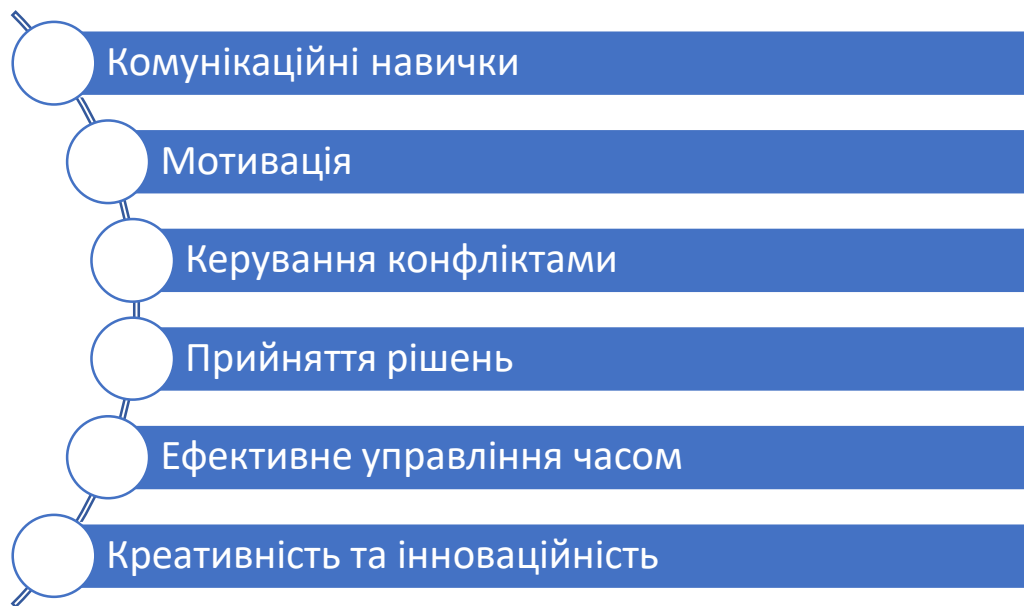 Комунікаційні навички
Мотивація
Керування конфліктами
Прийняття рішень
Ефективне управління часом
Креативність та інноваційність